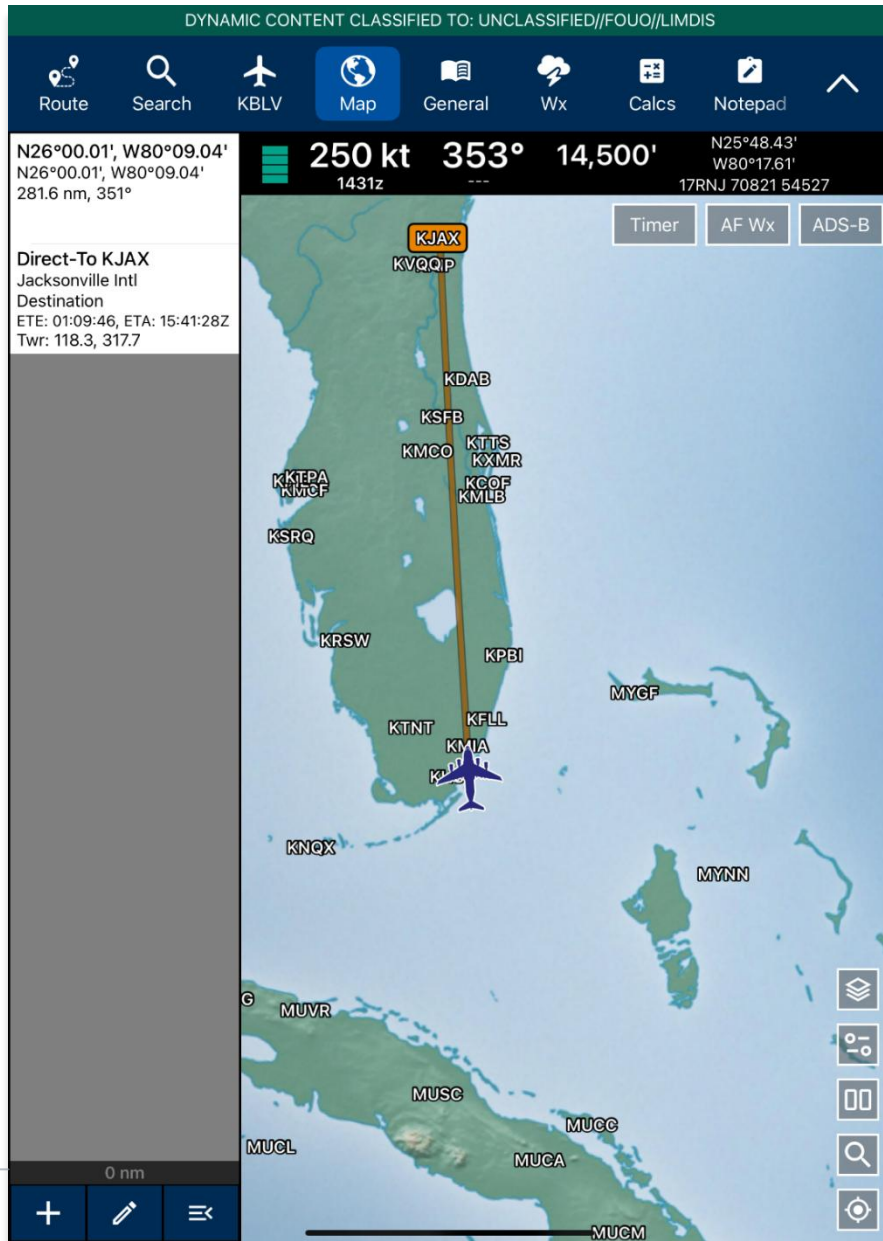 DYNAMIC CONTENT CLASSIFIED TO: UNCLASSIFIED//FOUO//LIMDIS
Route
Search
KBLV
Map
General
Wx
Calcs
Notepad
N26°00.01', W80°09.04'
N26°00.01', W80°09.04'
281.6 nm, 351°
Direct-To KJAX
Jacksonville Intl
Destination
ETE: 01:09:46, ETA: 15:41:28Z
Twr: 118.3, 317.7
250 kt
1431z
353°
---
14,500'
N25°48.43'
W80°17.61'
17RNJ 70821 54527
Timer
AF Wx
ADS-B
KJAX
KVQQ
KDAB
KSFB
KMCO
KTTS
KXMR
KTPA
KMCF
KCOF
KMLB
KSRQ
KRSW
KPBI
MYGF
KTNT
KFLL
KMIA
KNQX
MYNN
G
MUVR
MUSC
MUCC
MUCL
MUCA
MUCM
0 nm